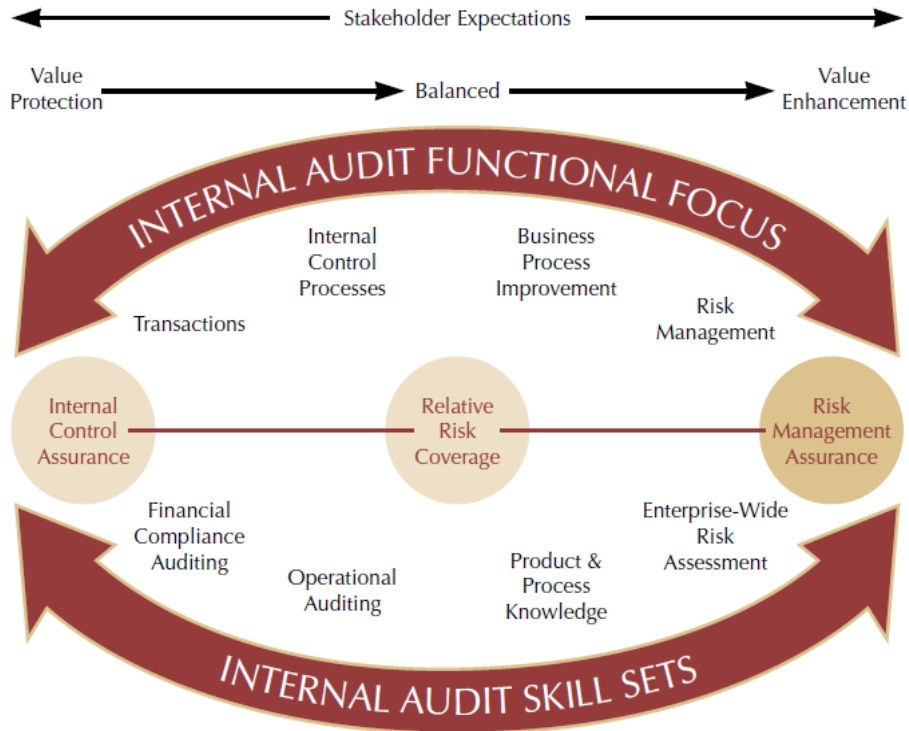 Stakeholder Expectations
Value
Protection
Balanced
Value
Enhancement
INTERNAL AUDIT FUNCTIONAL FOCUS
Internal
Control
Processes
Business
Process
Improvement
Transactions
Risk
Management
Internal
Control
Assurance
Relative
Risk
Coverage
Risk
Management
Assurance
Financial
Compliance
Auditing
Operational
Auditing
Product &
Process
Knowledge
Enterprise-Wide
Risk
Assessment
INTERNAL AUDIT SKILL SETS